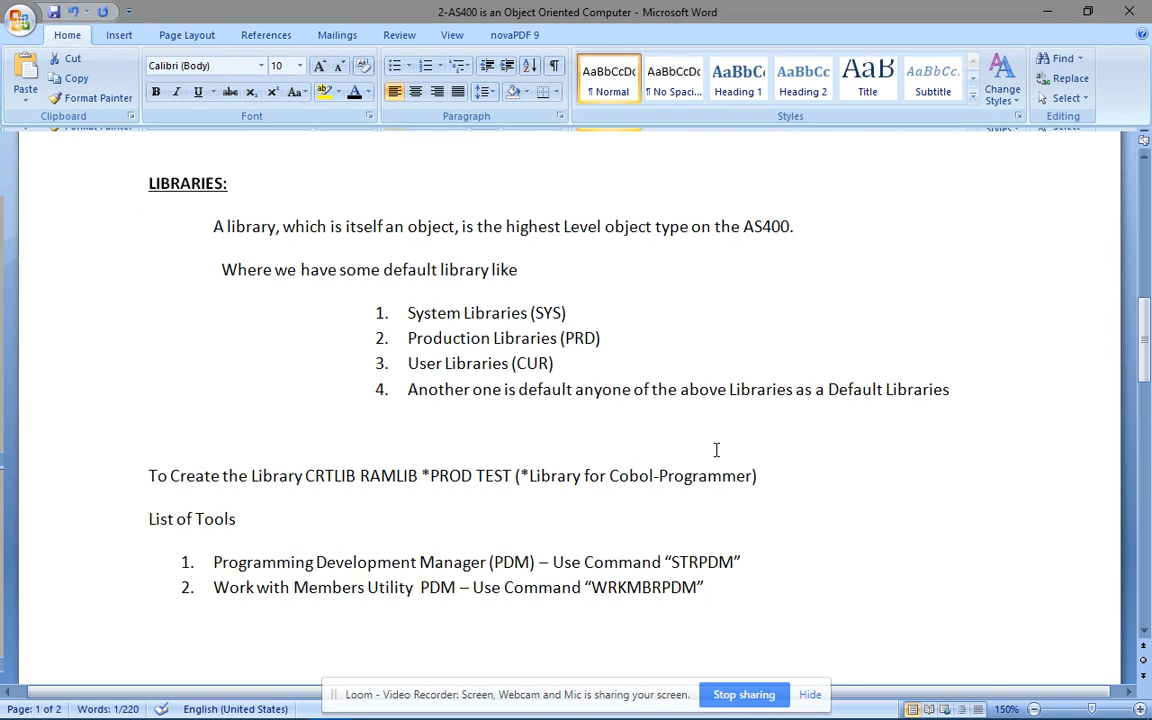 2-AS400 is an Object Oriented Computer - Microsoft Word
Home Insert Page Layout References Mailings Review View novaPDF 9
Paste
Cut
Copy
Format Painter
Clipboard
Calibri (Body) 10
Font
Paragraph
AaBbCcDc AaBbCcDc AaBbC AaBbCc AaB AaBbCc.
¶ Normal ¶ No Spaci... Heading 1 Heading 2 Title Subtitle
Styles
Change Styles
Find
Replace
Select
Editing
LIBRARIES:
A library, which is itself an object, is the highest Level object type on the AS400.
Where we have some default library like
1. System Libraries (SYS)
2. Production Libraries (PRD)
3. User Libraries (CUR)
4. Another one is default anyone of the above Libraries as a Default Libraries
To Create the Library CRTLIB RAMLIB *PROD TEST (*Library for Cobol-Programmer)
List of Tools
1. Programming Development Manager (PDM) – Use Command “STRPDM”
2. Work with Members Utility PDM – Use Command “WRKMBRPDM”
Loom - Video Recorder: Screen, Webcam and Mic is sharing your screen. Stop sharing Hide
Page: 1 of 2 Words: 1/220 English (United States) 150%